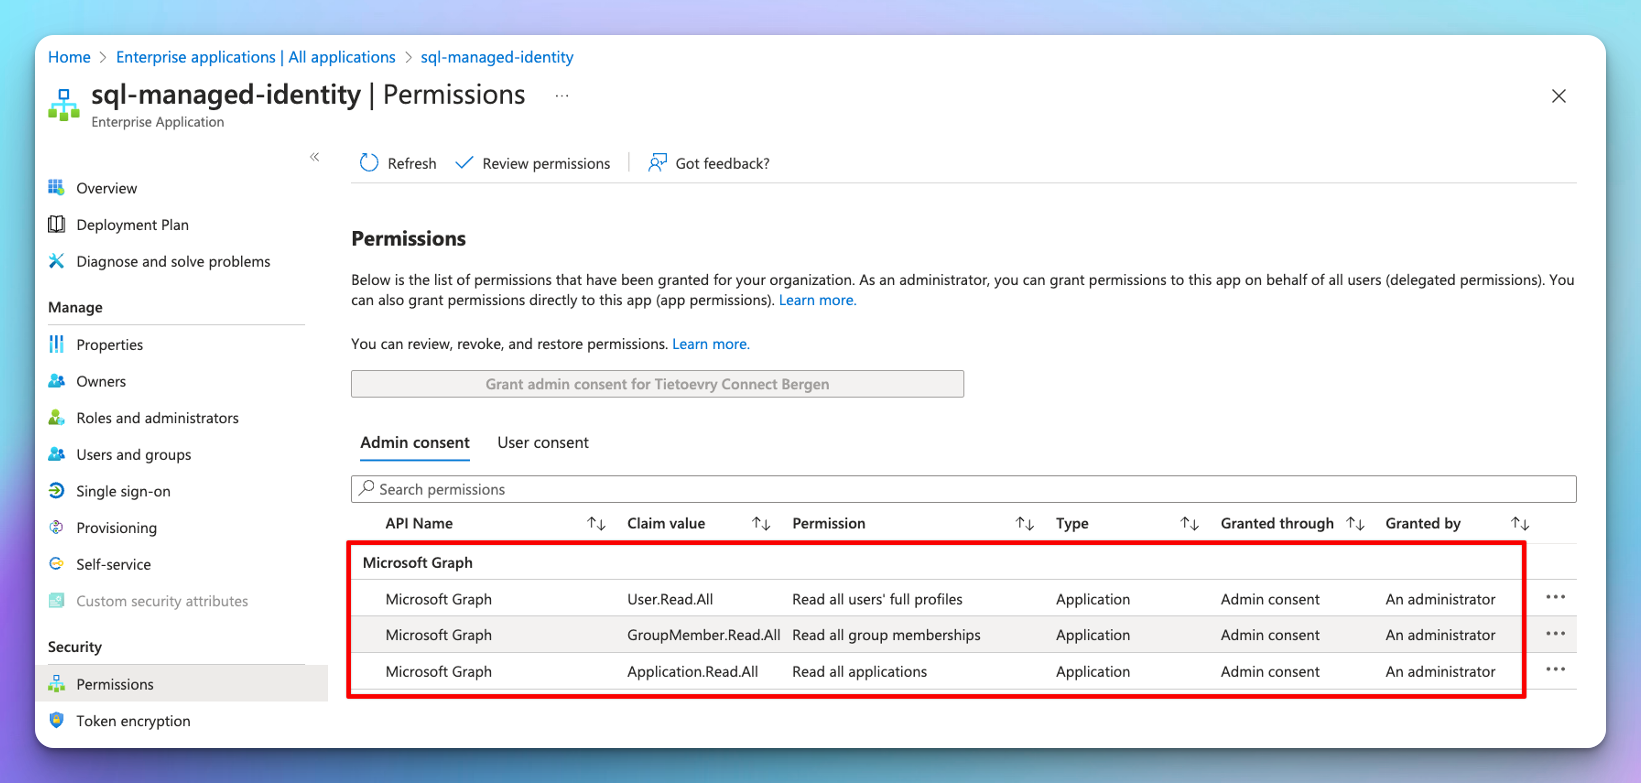 Home > Enterprise applications | All applications > sql-managed-identity
sql-managed-identity | Permissions ...
Enterprise Application
«
Overview
Deployment Plan
Diagnose and solve problems
Manage
Properties
Owners
Roles and administrators
Users and groups
Single sign-on
Provisioning
Self-service
Custom security attributes
Security
Permissions
Token encryption
Refresh
Review permissions
Got feedback?
Permissions
Below is the list of permissions that have been granted for your organization. As an administrator, you can grant permissions to this app on behalf of all users (delegated permissions). You
can also grant permissions directly to this app (app permissions). Learn more.
You can review, revoke, and restore permissions. Learn more.
Grant admin consent for Tietoevry Connect Bergen
Admin consent User consent
Search permissions
API Name Claim value Permission Type Granted through Granted by
Microsoft Graph
Microsoft Graph User.Read.All Read all users' full profiles Application Admin consent An administrator
Microsoft Graph GroupMember.Read.All Read all group memberships Application Admin consent An administrator
Microsoft Graph Application.Read.All Read all applications Application Admin consent An administrator